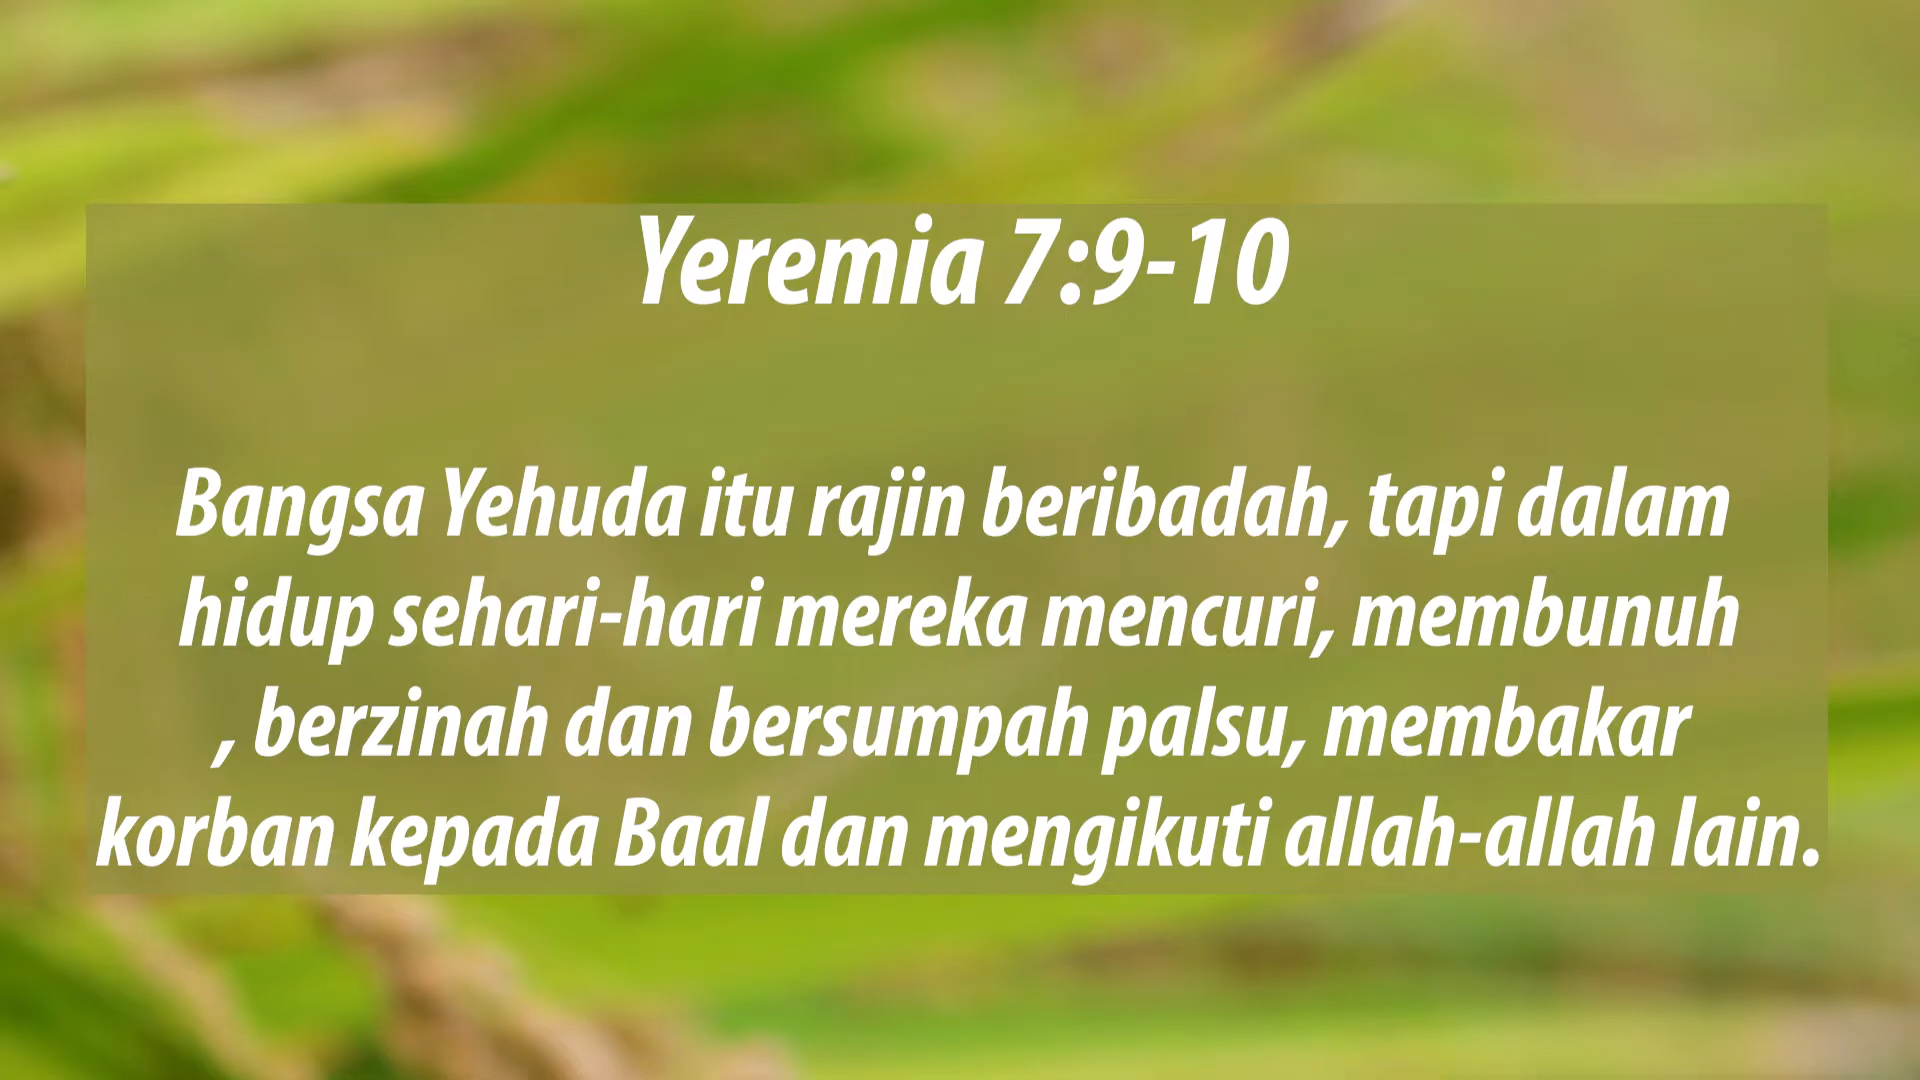 Yeremia 7:9-10
Bangsa Yehuda itu rajin beribadah, tapi dalam
hidup sehari-hari mereka mencuri, membunuh
, berzinah dan bersumpah palsu, membakar
korban kepada Baal dan mengikuti allah-allah lain.